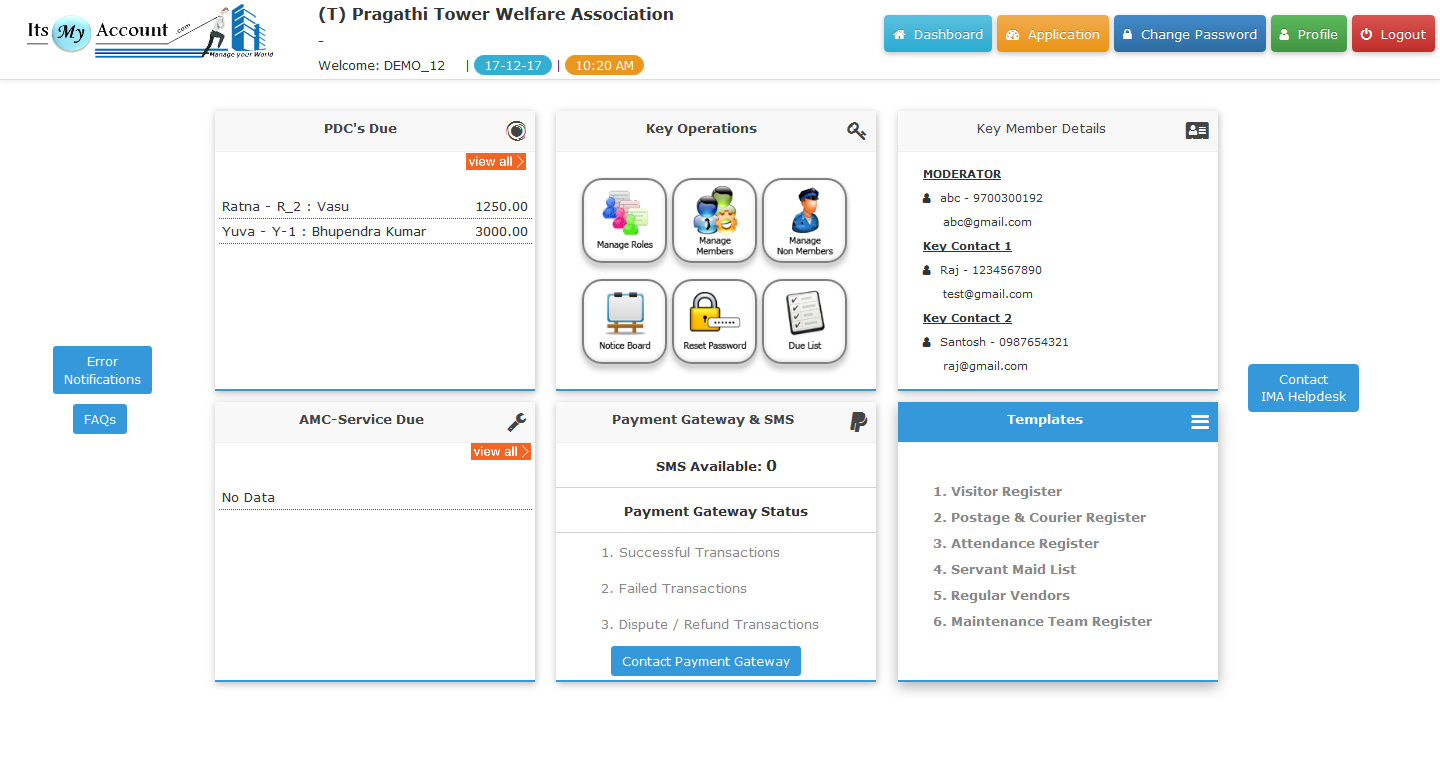 Its My Account .com
Manage your World
(T) Pragathi Tower Welfare Association
-
Welcome: DEMO_12 | 17-12-17 | 10:20 AM
Dashboard
Application
Change Password
Profile
Logout
PDC's Due
view all
Ratna - R_2 : Vasu 1250.00
Yuva - Y-1 : Bhupendra Kumar 3000.00
Key Operations
Manage Roles
Manage
Members
Manage
Non Members
Notice Board
Reset Password
Due List
Key Member Details
MODERATOR
abc - 9700300192
abc@gmail.com
Key Contact 1
Raj - 1234567890
test@gmail.com
Key Contact 2
Santosh - 0987654321
raj@gmail.com
Error
Notifications
FAQs
Contact
IMA Helpdesk
AMC-Service Due
view all
No Data
Payment Gateway & SMS
SMS Available: 0
Payment Gateway Status
1. Successful Transactions
2. Failed Transactions
3. Dispute / Refund Transactions
Contact Payment Gateway
Templates
1. Visitor Register
2. Postage & Courier Register
3. Attendance Register
4. Servant Maid List
5. Regular Vendors
6. Maintenance Team Register